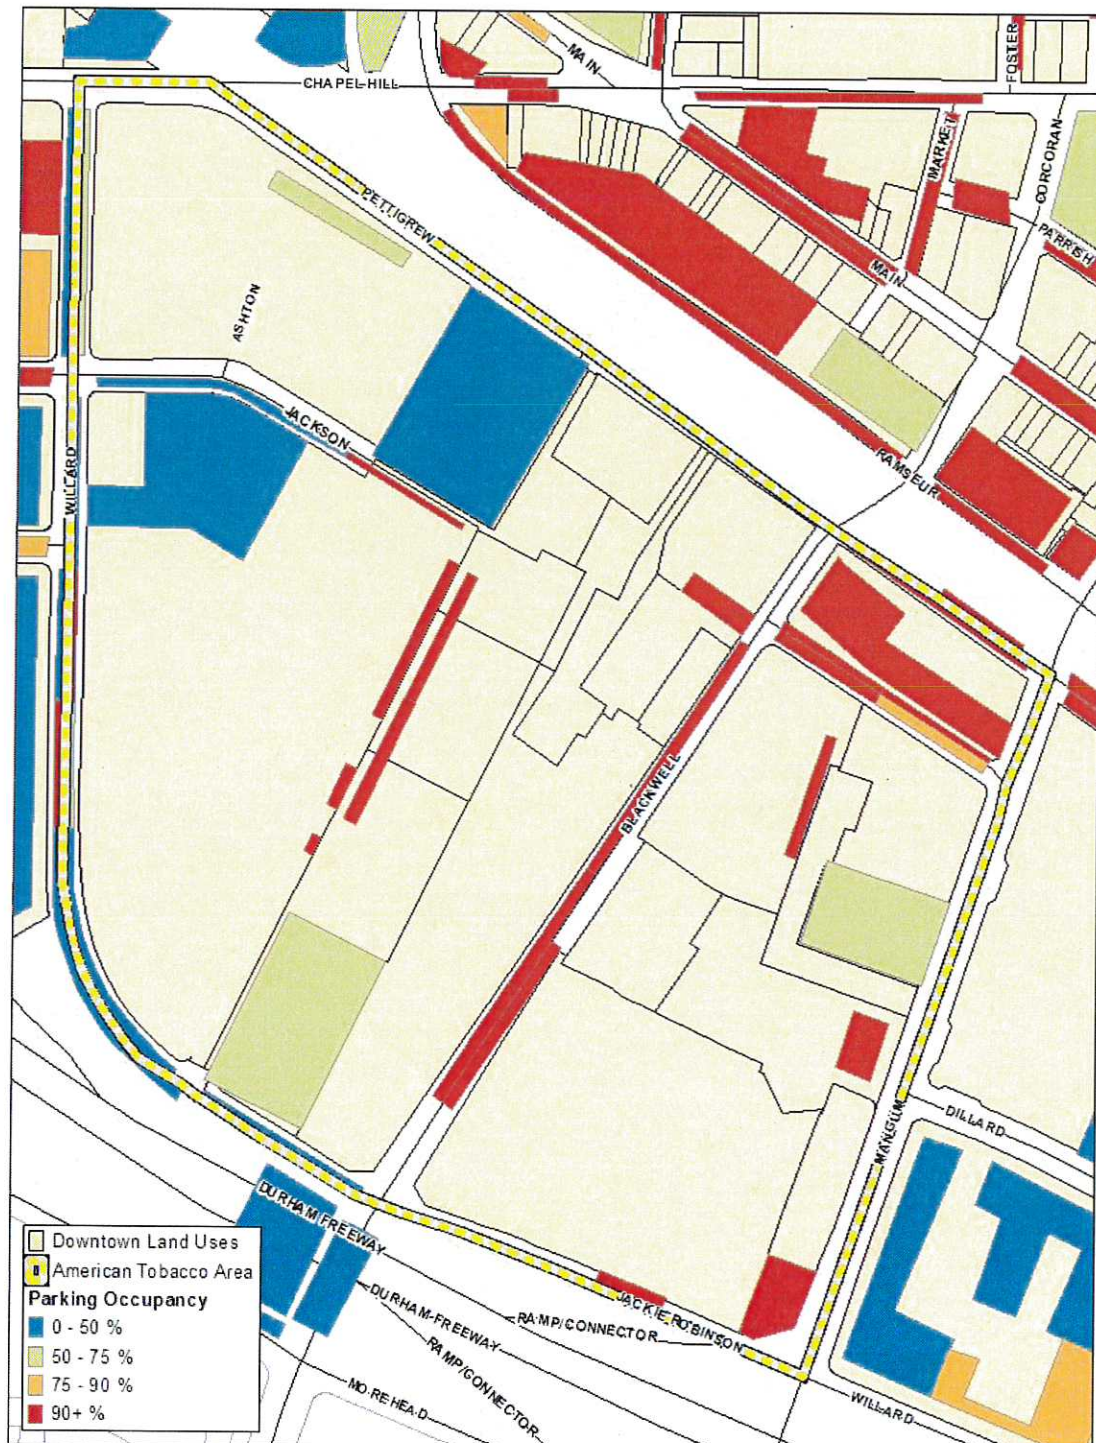 FOSTER
MAIN
CHAPEL HILL
CORCORAN
MARKET
PETTIGREW
PARRISH
MAIN
ASHTON
JACKSON
WILLARD
RAMSEUR
BLACKWELL
DILLARD
MANGUM
DURHAM FREEWAY
DURHAM FREEWAY
RAMP/CONNECTOR
JACKIE ROBINSON
RAMP/CONNECTOR
MOREHEAD
WILLARD
Downtown Land Uses
American Tobacco Area
Parking Occupancy
0 - 50 %
50 - 75 %
75 - 90 %
90+ %